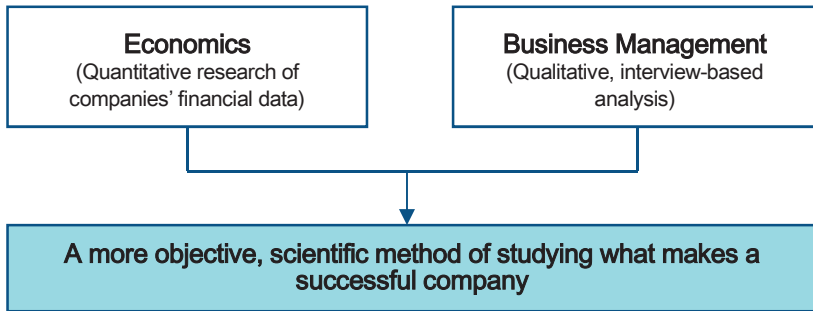 Economics
(Quantitative research of
companies’ financial data)
Business Management
(Qualitative, interview-based
analysis)
A more objective, scientific method of studying what makes a
successful company